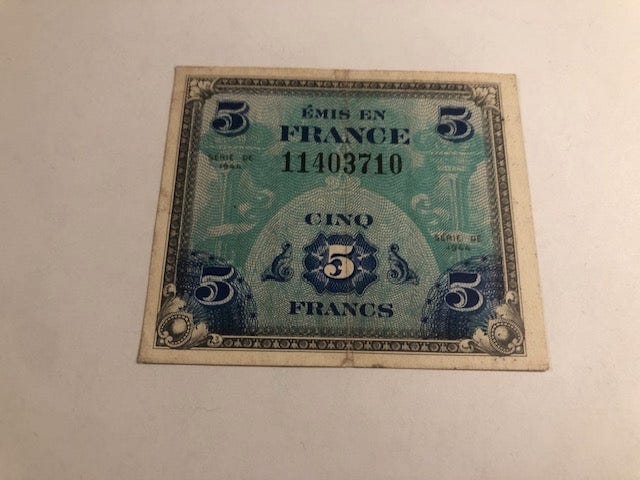 5 5
ÉMIS EN
FRANCE
SÉRIE DE
1944
11403710
CINQ
SÉRIE DE
1944
5
5 5
FRANCS